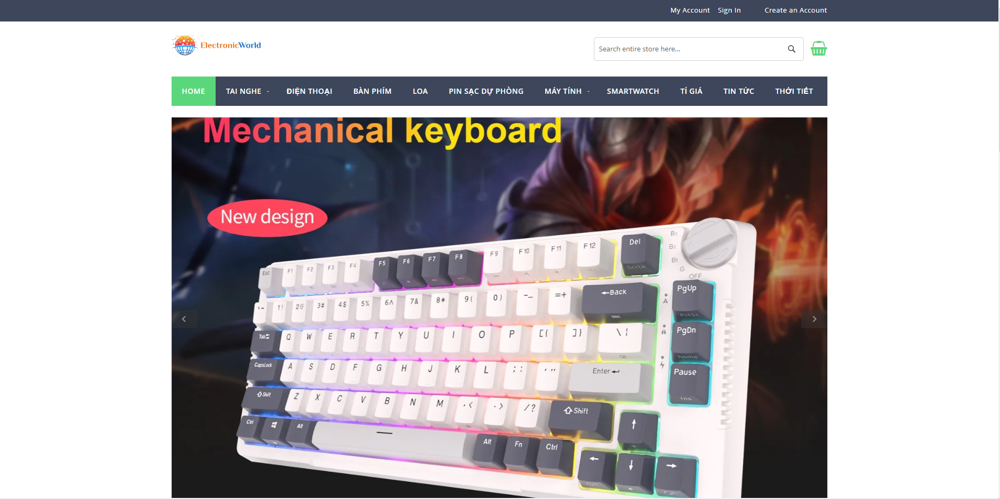 My Account Sign In Create an Account
ElectronicWorld
Search entire store here...
HOME TAI NGHE ĐIỆN THOẠI BÀN PHÍM LOA PIN SẠC DỰ PHÒNG MÁY TÍNH SMARTWATCH TỈ GIÁ TIN TỨC THỜI TIẾT
Mechanical keyboard
New design
Esc F1 F2 F3 F4 F5 F6 F7 F8 F9 F10 F11 F12 Del
ScrLk
B3
B2
B1
G
OFF
\~ 1! 2@ 3# 4$ 5% 6^ 7& 8* 9( 0) -_ =+ ←Back PgUp
A
PrtSc
Tab Q W E R T Y U I O P [{ ]} \¦ PgDn
home
CapsLock A S D F G H J K L ;: '" Enter Pause
Ins
Shift Z X C V B N M ,< .> /? Shift ↑
Ctrl Alt Alt Fn Ctrl ← ↓ →